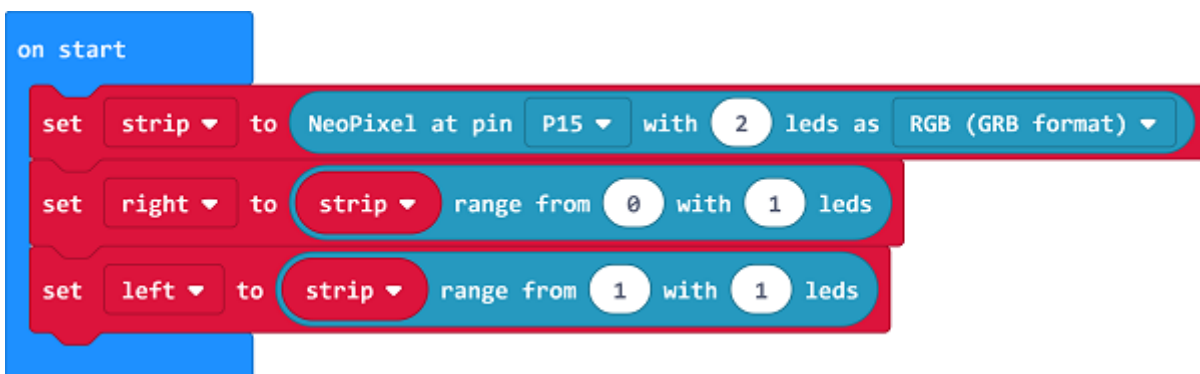 on start
set strip to NeoPixel at pin P15 with 2 leds as RGB (GRB format)
set right to strip range from 0 with 1 leds
set left to strip range from 1 with 1 leds